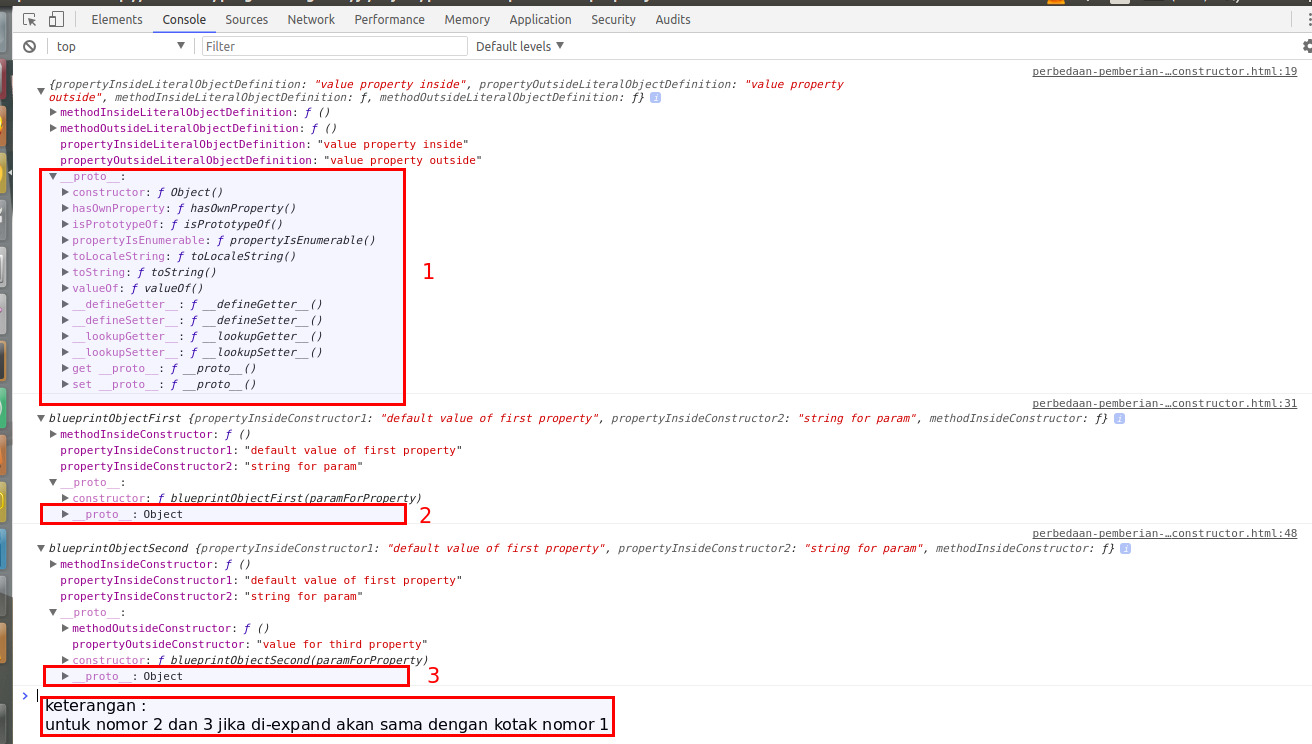 Elements Console Sources Network Performance Memory Application Security Audits
top ▼ Filter Default levels ▼
perbedaan-pemberian-…constructor.html:19
{propertyInsideLiteralObjectDefinition: "value property inside", propertyOutsideLiteralObjectDefinition: "value property
outside", methodInsideLiteralObjectDefinition: ƒ, methodOutsideLiteralObjectDefinition: ƒ} i
methodInsideLiteralObjectDefinition: ƒ ()
methodOutsideLiteralObjectDefinition: ƒ ()
propertyInsideLiteralObjectDefinition: "value property inside"
propertyOutsideLiteralObjectDefinition: "value property outside"
__proto__:
constructor: ƒ Object()
hasOwnProperty: ƒ hasOwnProperty()
isPrototypeOf: ƒ isPrototypeOf()
propertyIsEnumerable: ƒ propertyIsEnumerable()
toLocaleString: ƒ toLocaleString()
1
toString: ƒ toString()
valueOf: ƒ valueOf()
__defineGetter__: ƒ __defineGetter__()
__defineSetter__: ƒ __defineSetter__()
__lookupGetter__: ƒ __lookupGetter__()
__lookupSetter__: ƒ __lookupSetter__()
get __proto__: ƒ __proto__()
set __proto__: ƒ __proto__()
perbedaan-pemberian-…constructor.html:31
blueprintObjectFirst {propertyInsideConstructor1: "default value of first property", propertyInsideConstructor2: "string for param", methodInsideConstructor: ƒ} i
methodInsideConstructor: ƒ ()
propertyInsideConstructor1: "default value of first property"
propertyInsideConstructor2: "string for param"
__proto__:
constructor: ƒ blueprintObjectFirst(paramForProperty)
__proto__: Object 2
perbedaan-pemberian-…constructor.html:48
blueprintObjectSecond {propertyInsideConstructor1: "default value of first property", propertyInsideConstructor2: "string for param", methodInsideConstructor: ƒ} i
methodInsideConstructor: ƒ ()
propertyInsideConstructor1: "default value of first property"
propertyInsideConstructor2: "string for param"
__proto__:
methodOutsideConstructor: ƒ ()
propertyOutsideConstructor: "value for third property"
constructor: ƒ blueprintObjectSecond(paramForProperty)
__proto__: Object 3
keterangan :
untuk nomor 2 dan 3 jika di-expand akan sama dengan kotak nomor 1